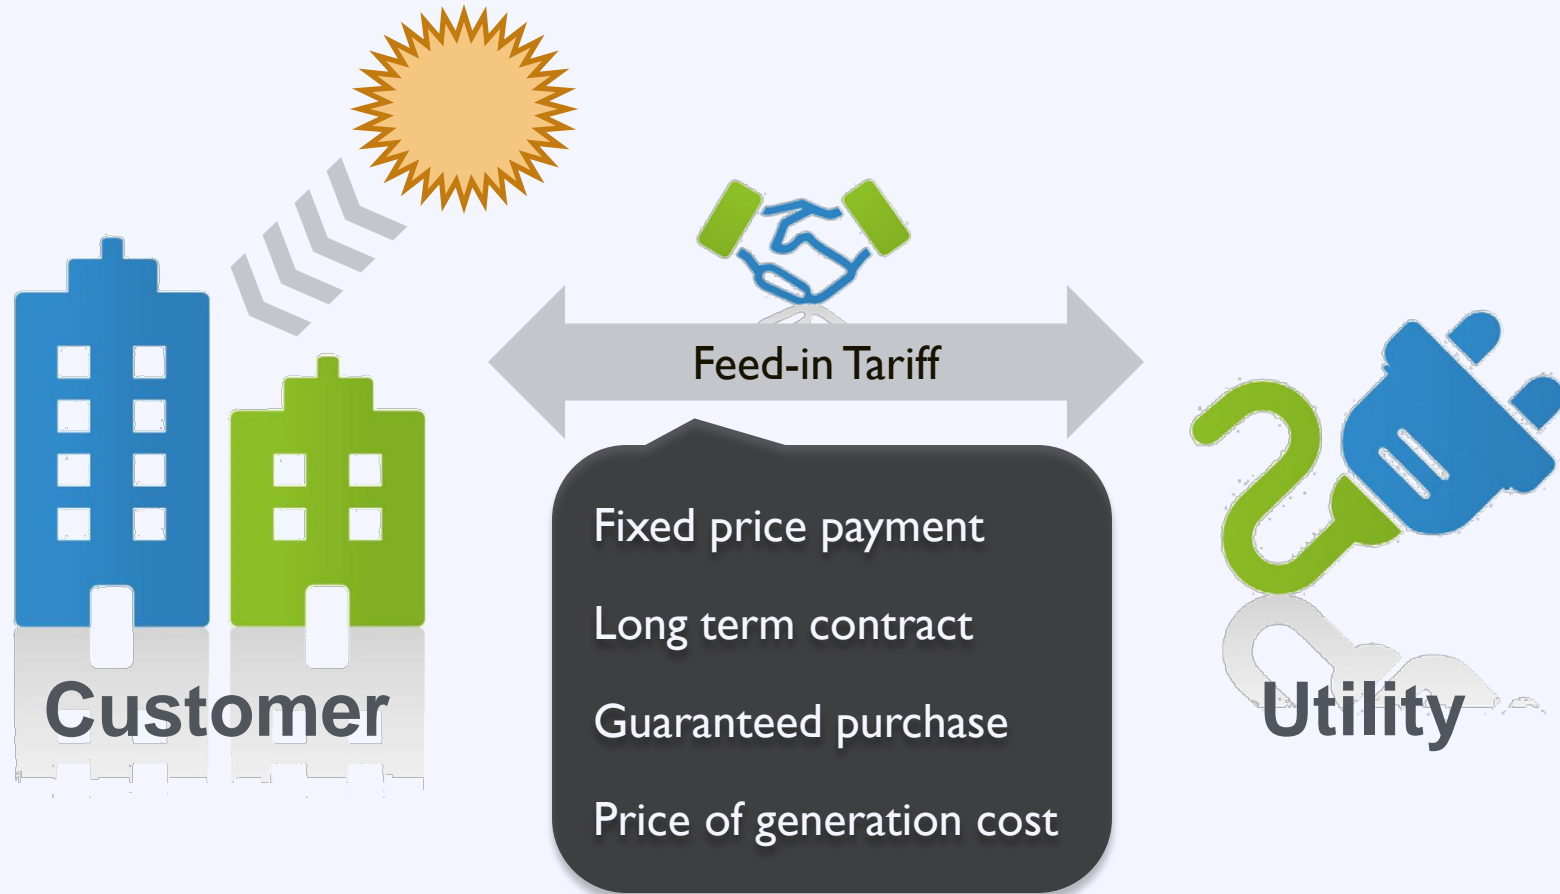 Feed-in Tariff
Fixed price payment
Long term contract
Guaranteed purchase
Price of generation cost
Customer
Utility